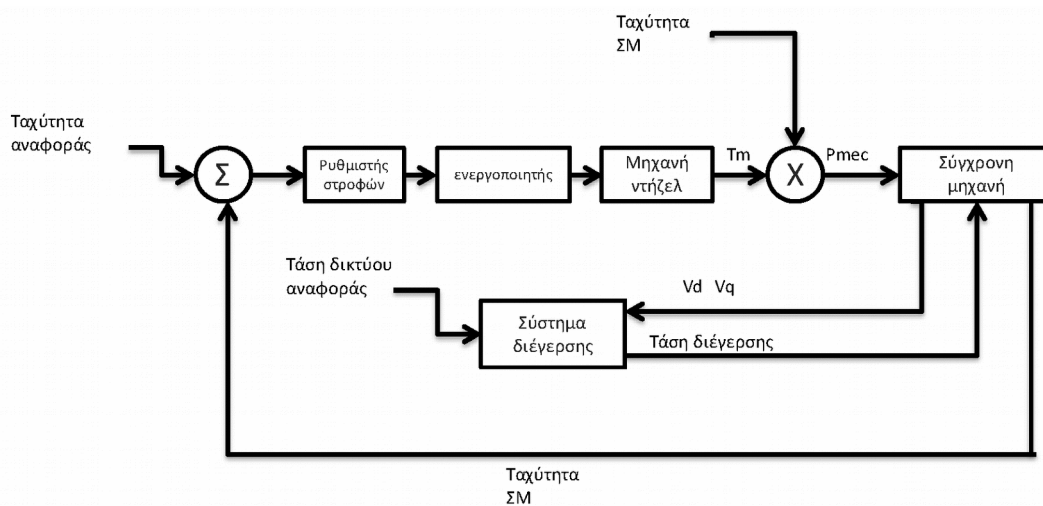 Ταχύτητα
ΣΜ
Ταχύτητα
αναφοράς
Σ
Ρυθμιστής
στροφών
ενεργοποιητής
Μηχανή
ντήζελ
Tm
X
Pmec
Σύγχρονη
μηχανή
Τάση δικτύου
αναφοράς
Vd Vq
Σύστημα
διέγερσης
Τάση διέγερσης
Ταχύτητα
ΣΜ